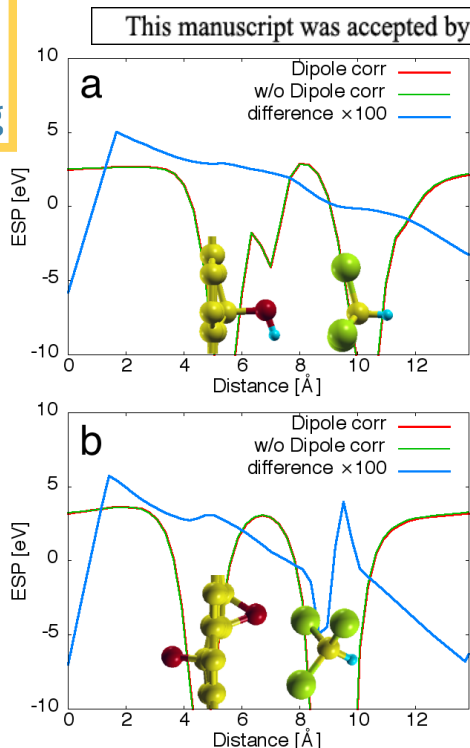 This manuscript was accepted by
a
Dipole corr
w/o Dipole corr
difference ×100
ESP [eV]
10
5
0
-5
-10
0 2 4 6 8 10 12
Distance [Å]
b
Dipole corr
w/o Dipole corr
difference ×100
ESP [eV]
10
5
0
-5
-10
0 2 4 6 8 10 12
Distance [Å]